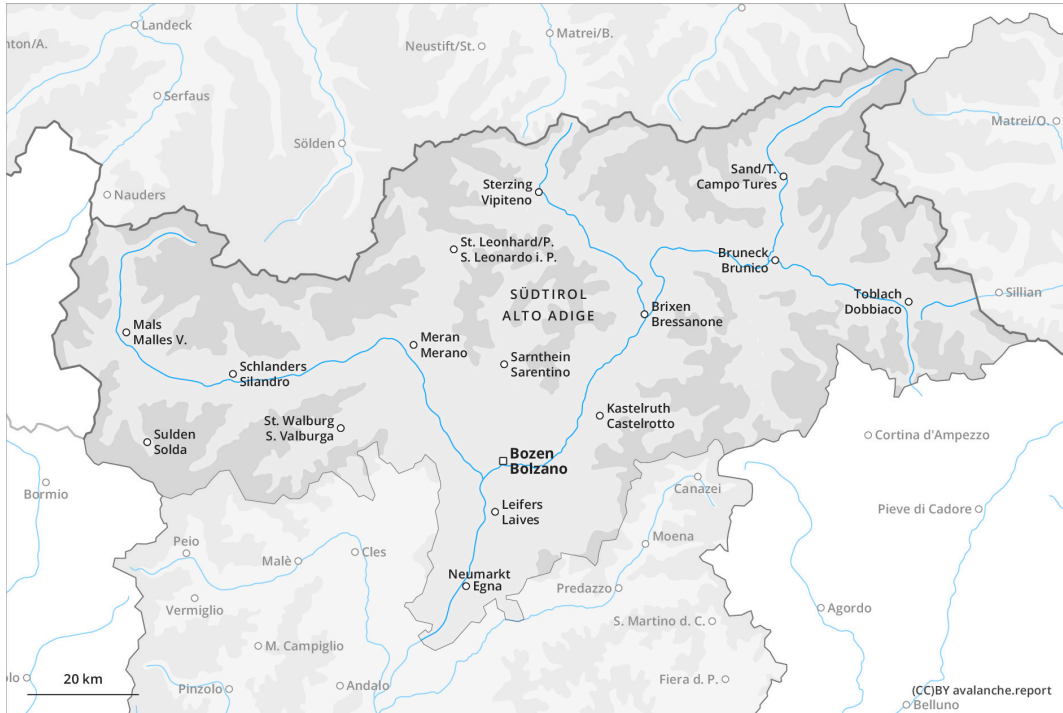 Landeck
nton/A.
Neustift/St.
Matrei/B.
Serfaus
Matrei/O.
Sölden
Sand/T.
Campo Tures
Sterzing
Vipiteno
Nauders
St. Leonhard/P.
S. Leonardo i. P.
Bruneck
Brunico
SÜDTIROL
ALTO ADIGE
Toblach
Dobbiaco
Sillian
Brixen
Bressanone
Mals
Malles V.
Meran
Merano
Sarnthein
Sarentino
Schlanders
Silandro
Kastelruth
Castelrotto
St. Walburg
S. Valburga
Sulden
Solda
Cortina d'Ampezzo
Bozen
Bolzano
Bormio
Canazei
Leifers
Laives
Pieve di Cadore
Peio
Cles
Malè
Moena
Neumarkt
Egna
Predazzo
Vermiglio
Agordo
S. Martino d. C.
M. Campiglio
olo
20 km
Pinzolo
Andalo
Fiera d. P.
(CC)BY avalanche.report
Belluno